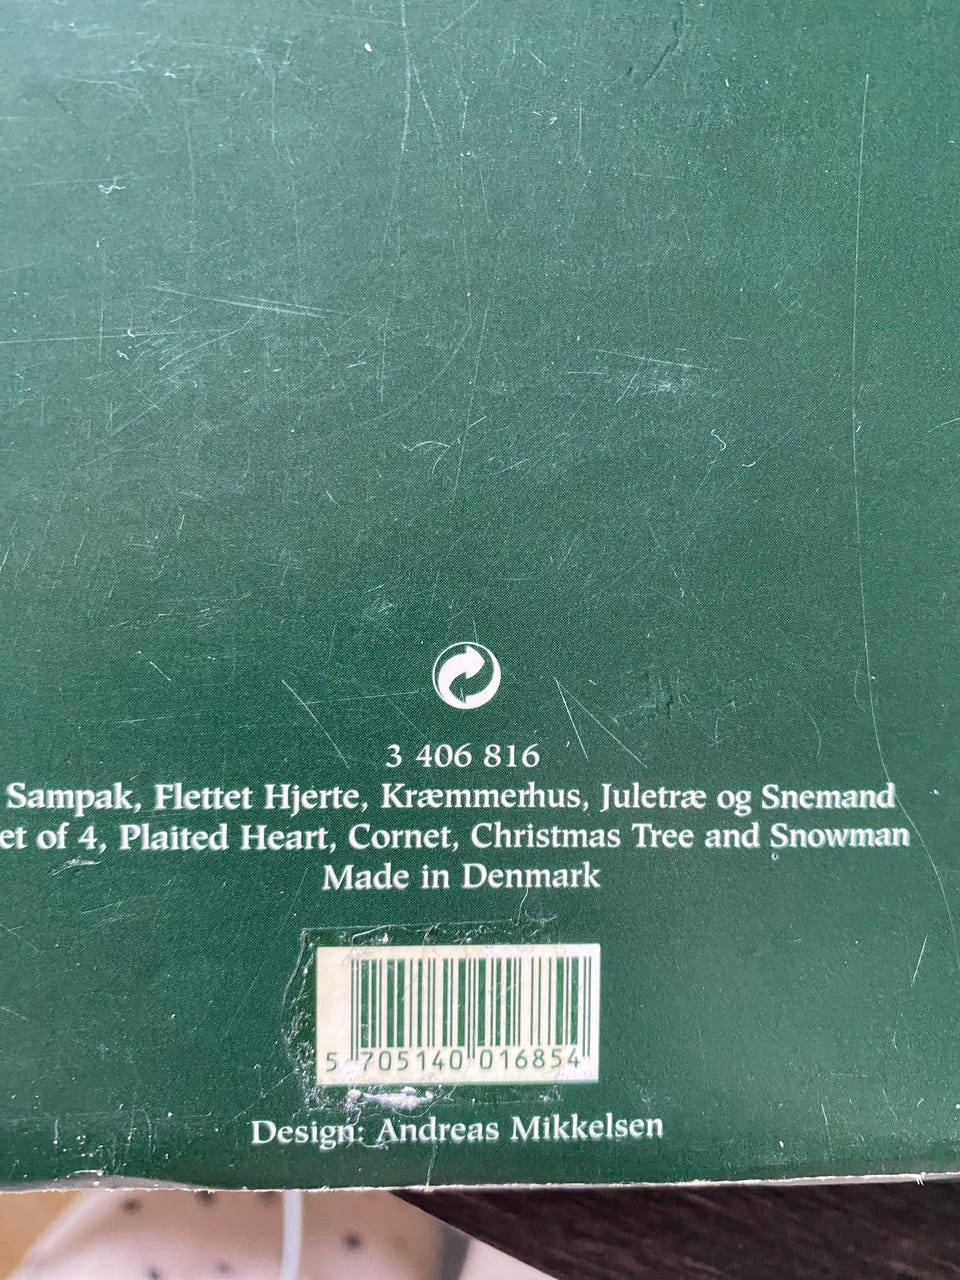 3 406 816
Sampak, Flettet Hjerte, Kræmmerhus, Juletræ og Snemand
et of 4, Plaited Heart, Cornet, Christmas Tree and Snowman
Made in Denmark
5 705140 016854
Design: Andreas Mikkelsen